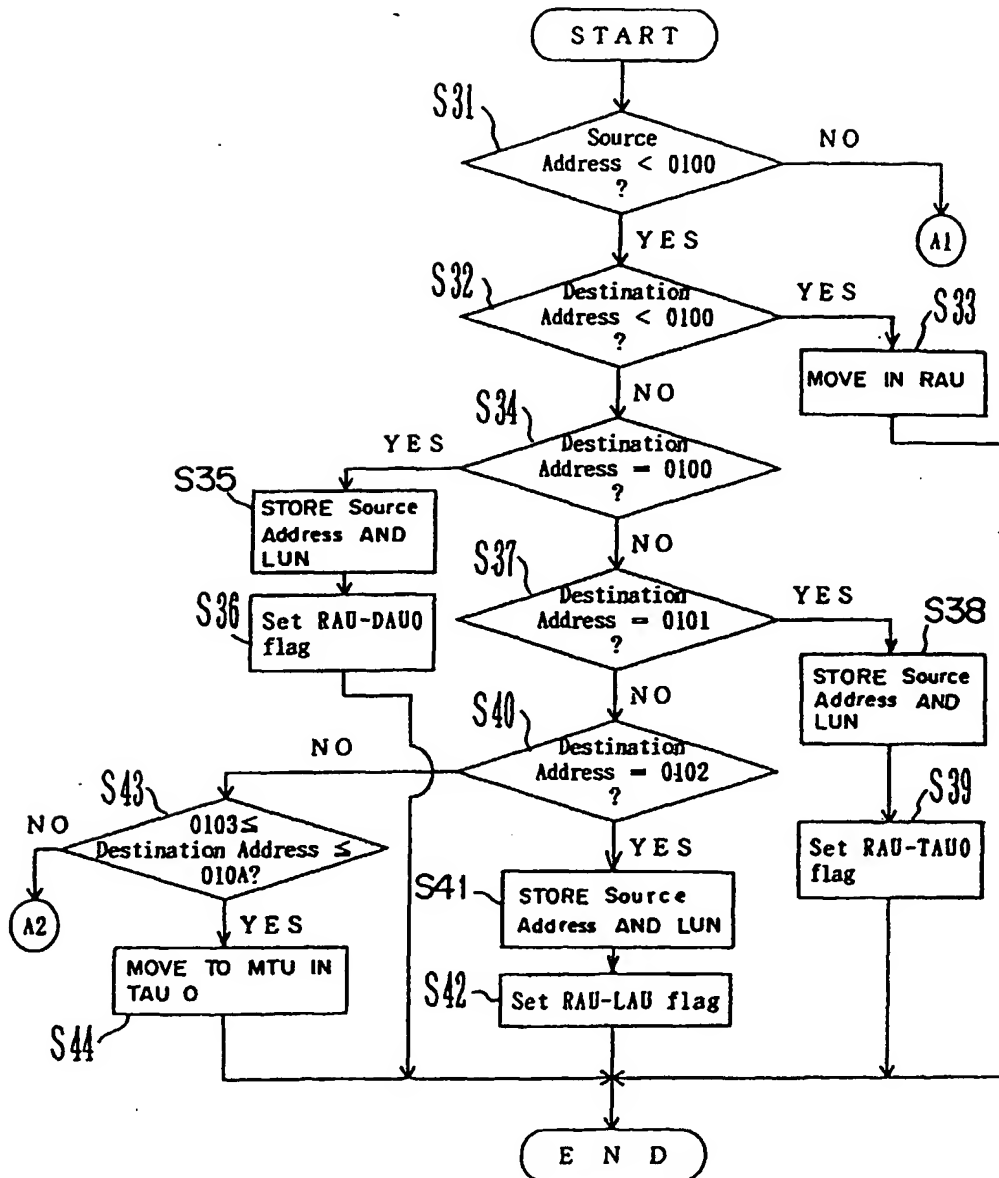 START
S31
Source
Address < 0100
?
NO
A1
YES
S32
Destination
Address < 0100
?
YES
S33
MOVE IN RAU
NO
S34
YES
Destination
Address = 0100
?
S35
STORE Source
Address AND
LUN
NO
S37
S36
Set RAU-DAU0
flag
Destination
Address = 0101
?
YES
S38
STORE Source
Address AND
LUN
NO
S40
NO
Destination
Address = 0102
?
S43
NO
0103≤
Destination Address ≤
010A?
S39
Set RAU-TAU0
flag
YES
S41
STORE Source
Address AND LUN
A2
YES
MOVE TO MTU IN
TAU 0
S42
Set RAU-LAU flag
S44
END